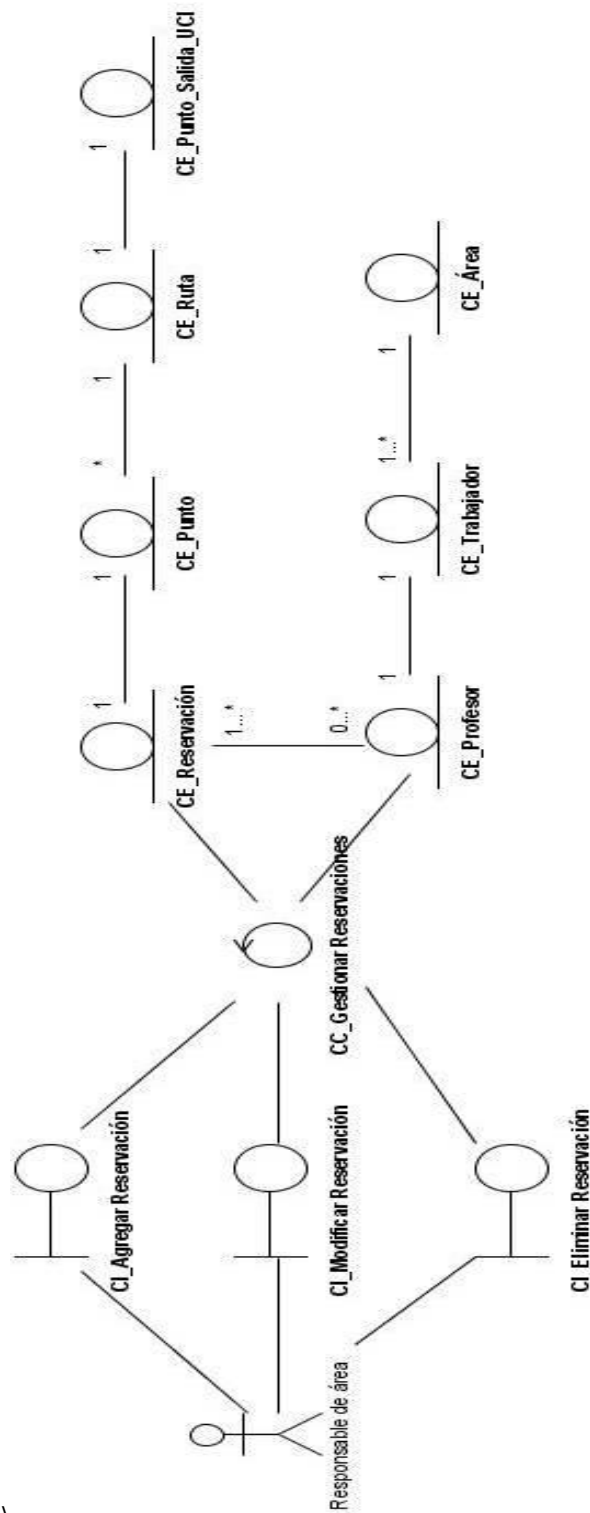 Responsable de área
CI_Agregar Reservación
CI_Modificar Reservación
CI Eliminar Reservación
CC_Gestionar Reservaciones
CE_Reservación
1
1
CE_Punto
*
1
CE_Ruta
1
1
CE_Punto_Salida_UCI
1...*
0...*
CE_Profesor
1
1
CE_Trabajador
1...*
1
CE_Área
\